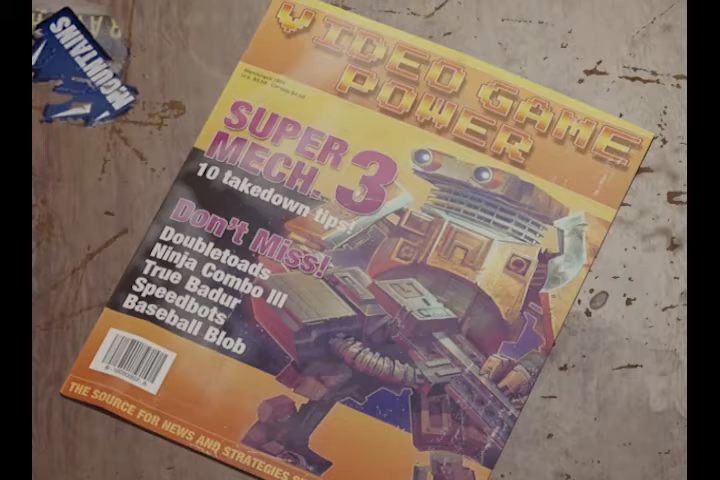 MOUNTAINS
VIDEO GAME
POWER
SUPER
MECH. 3
10 takedown tips!
Don't Miss!
Doubletoads
Ninja Combo III
True Badur
Speedbots
Baseball Blob
THE SOURCE FOR NEWS AND STRATEGIES